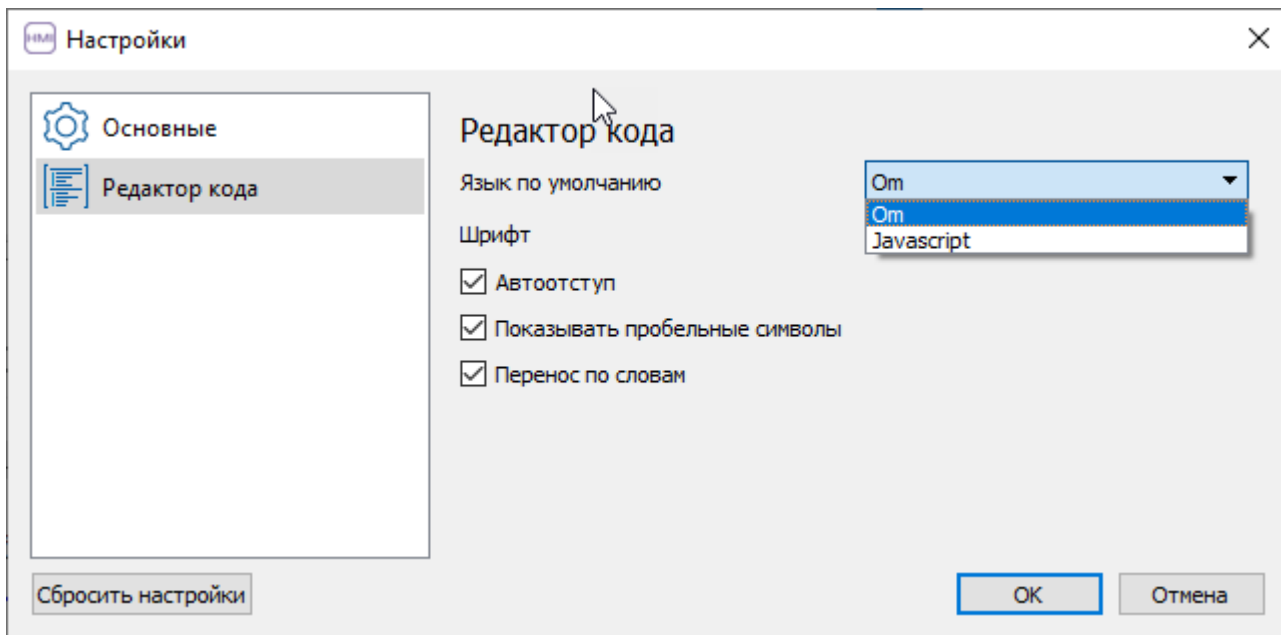 HMI Настройки
Основные
Редактор кода
Редактор кода
Язык по умолчанию Om
Om
Шрифт
Javascript
Автоотступ
Показывать пробельные символы
Перенос по словам
Сбросить настройки OK Отмена